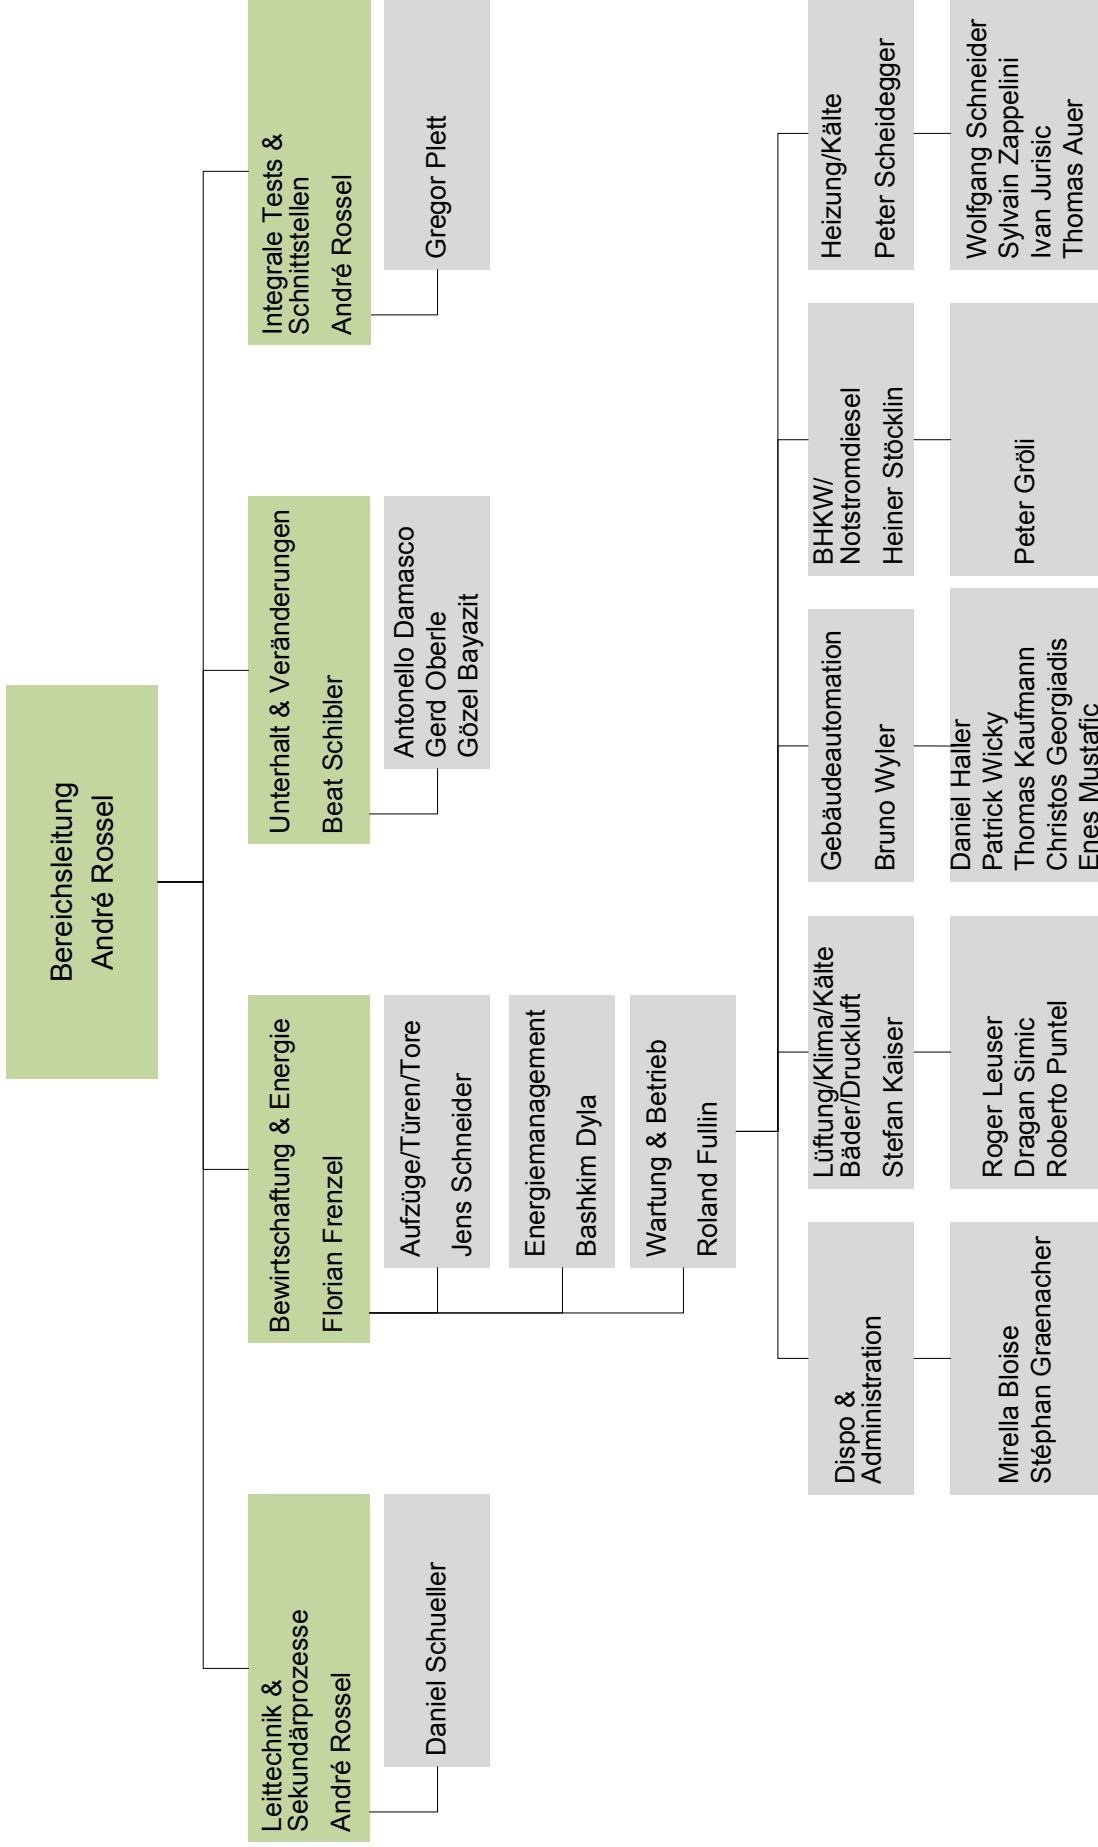 Bereichsleitung
André Rossel
Leittechnik &
Sekundärprozesse
André Rossel
Daniel Schueller
Bewirtschaftung & Energie
Florian Frenzel
Aufzüge/Türen/Tore
Jens Schneider
Energiemanagement
Bashkim Dyla
Wartung & Betrieb
Roland Fullin
Unterhalt & Veränderungen
Beat Schibler
Antonello Damasco
Gerd Oberle
Gözel Bayazit
Integrale Tests &
Schnittstellen
André Rossel
Gregor Plett
Dispo &
Administration
Mirella Bloise
Stéphan Graenacher
Lüftung/Klima/Kälte
Bäder/Druckluft
Stefan Kaiser
Roger Leuser
Dragan Simic
Roberto Puntel
Gebäudeautomation
Bruno Wyler
Daniel Haller
Patrick Wicky
Thomas Kaufmann
Christos Georgiadis
Enes Mustafic
BHKW/
Notstromdiesel
Heiner Stöcklin
Peter Gröli
Heizung/Kälte
Peter Scheidegger
Wolfgang Schneider
Sylvain Zappelini
Ivan Jurisic
Thomas Auer